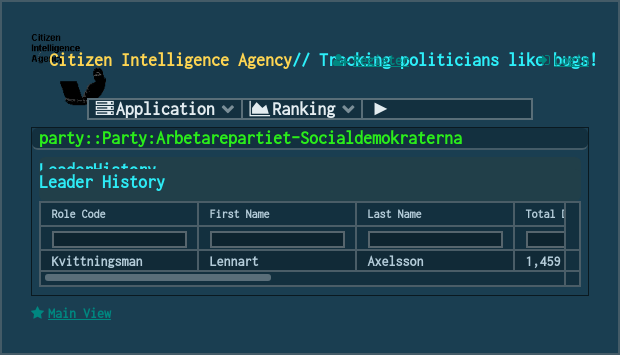 Citizen
Intelligence
Agency
Citizen Intelligence Agency// Tracking politicians like bugs!
Application
Ranking
party::Party:Arbetarepartiet-Socialdemokraterna
LeaderHistory
Leader History
Role Code First Name Last Name Total
Kvittningsman Lennart Axelsson 1,459
Main View